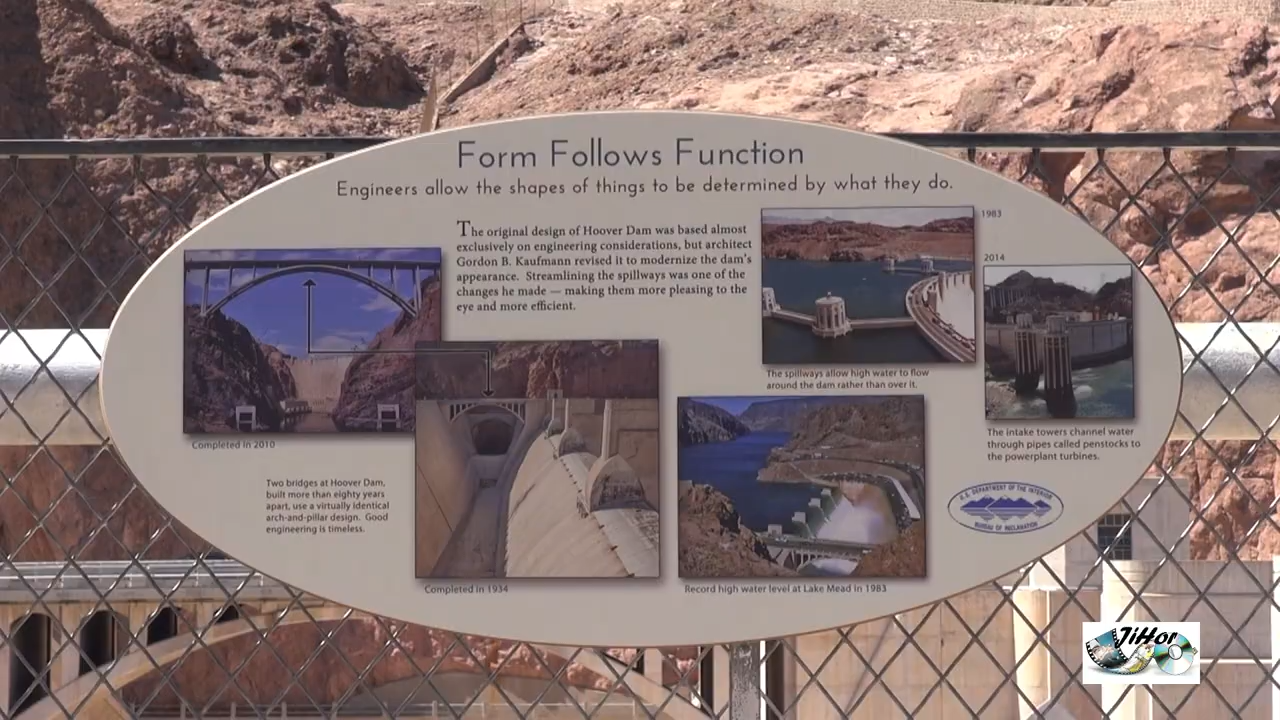 Form Follows Function
Engineers allow the shapes of things to be determined by what they do.
The original design of Hoover Dam was based almost
exclusively on engineering considerations, but architect
Gordon B. Kaufmann revised it to modernize the dam's
appearance. Streamlining the spillways was one of the
changes he made — making them more pleasing to the
eye and more efficient.
1983
2014
The spillways allow high water to flow
around the dam rather than over it.
The intake towers channel water
through pipes called penstocks to
the powerplant turbines.
Completed in 2010
Two bridges at Hoover Dam,
built more than eighty years
apart, use a virtually identical
arch-and-pillar design. Good
engineering is timeless.
Completed in 1934
Record high water level at Lake Mead in 1983
U.S. DEPARTMENT OF THE INTERIOR
BUREAU OF RECLAMATION
JiHor